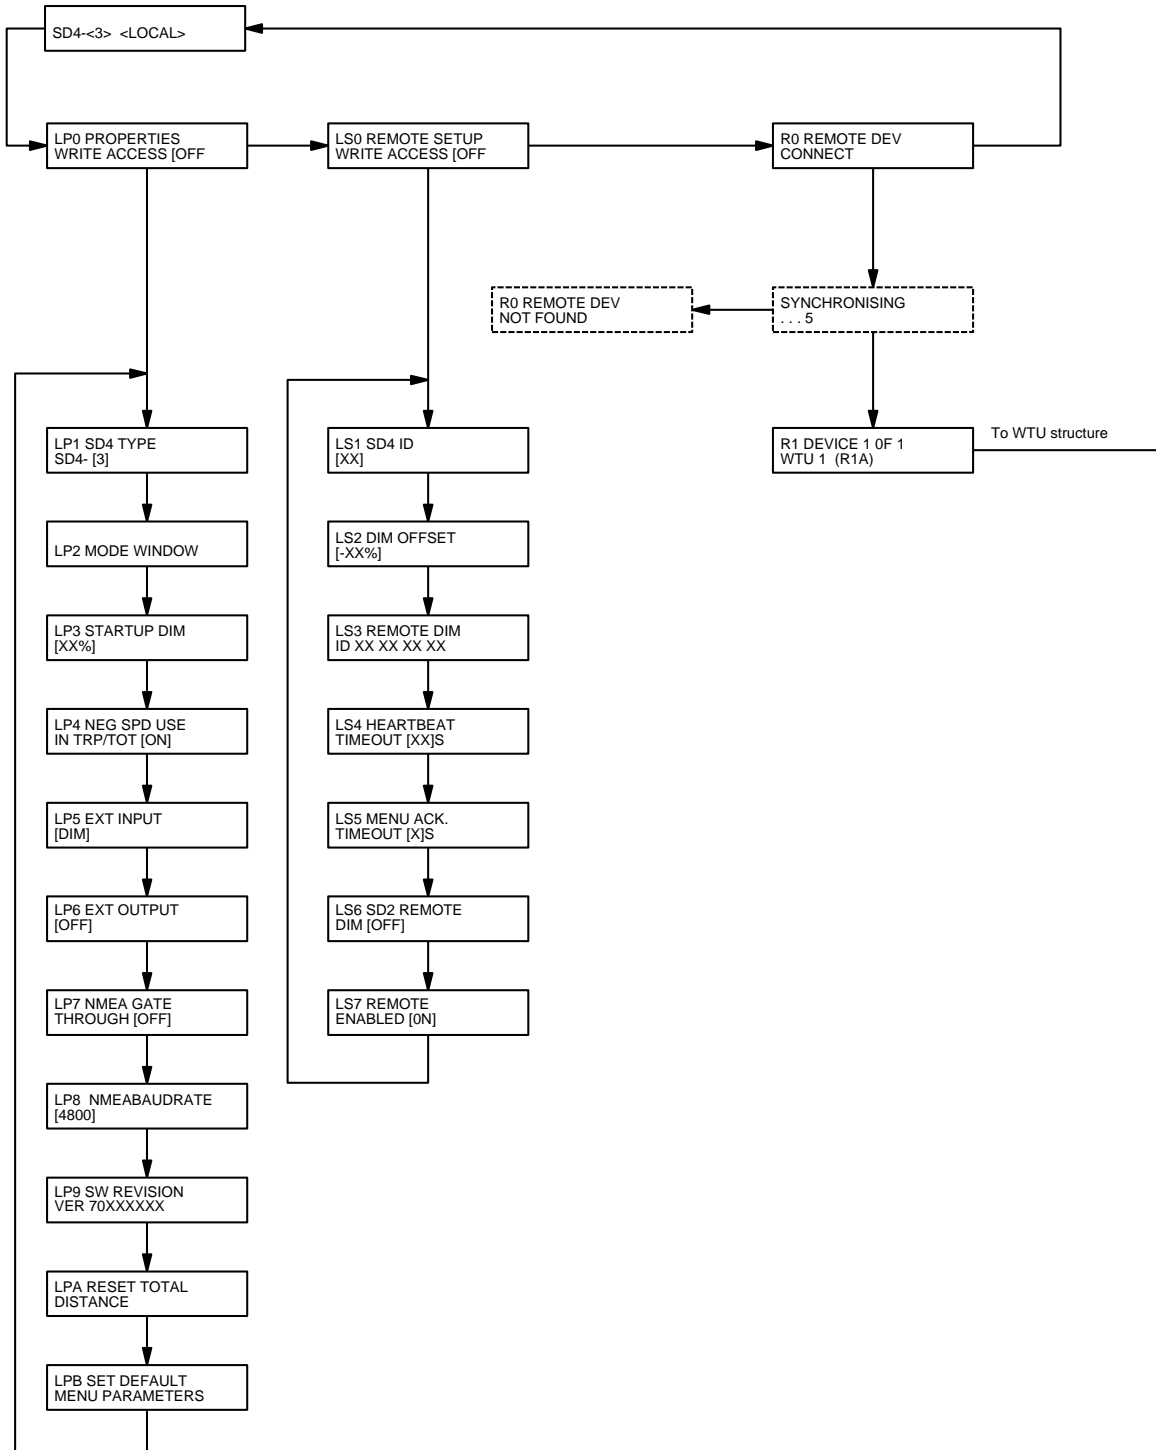 SD4-<3> <LOCAL>
LP0 PROPERTIES
WRITE ACCESS [OFF
LS0 REMOTE SETUP
WRITE ACCESS [OFF
R0 REMOTE DEV
CONNECT
R0 REMOTE DEV
NOT FOUND
SYNCHRONISING
. . . 5
LP1 SD4 TYPE
SD4- [3]
LS1 SD4 ID
[XX]
R1 DEVICE 1 0F 1
WTU 1 (R1A)
To WTU structure
LP2 MODE WINDOW
LS2 DIM OFFSET
[-XX%]
LP3 STARTUP DIM
[XX%]
LS3 REMOTE DIM
ID XX XX XX XX
LP4 NEG SPD USE
IN TRP/TOT [ON]
LS4 HEARTBEAT
TIMEOUT [XX]S
LP5 EXT INPUT
[DIM]
LS5 MENU ACK.
TIMEOUT [X]S
LP6 EXT OUTPUT
[OFF]
LS6 SD2 REMOTE
DIM [OFF]
LP7 NMEA GATE
THROUGH [OFF]
LS7 REMOTE
ENABLED [0N]
LP8 NMEABAUDRATE
[4800]
LP9 SW REVISION
VER 70XXXXXX
LPA RESET TOTAL
DISTANCE
LPB SET DEFAULT
MENU PARAMETERS